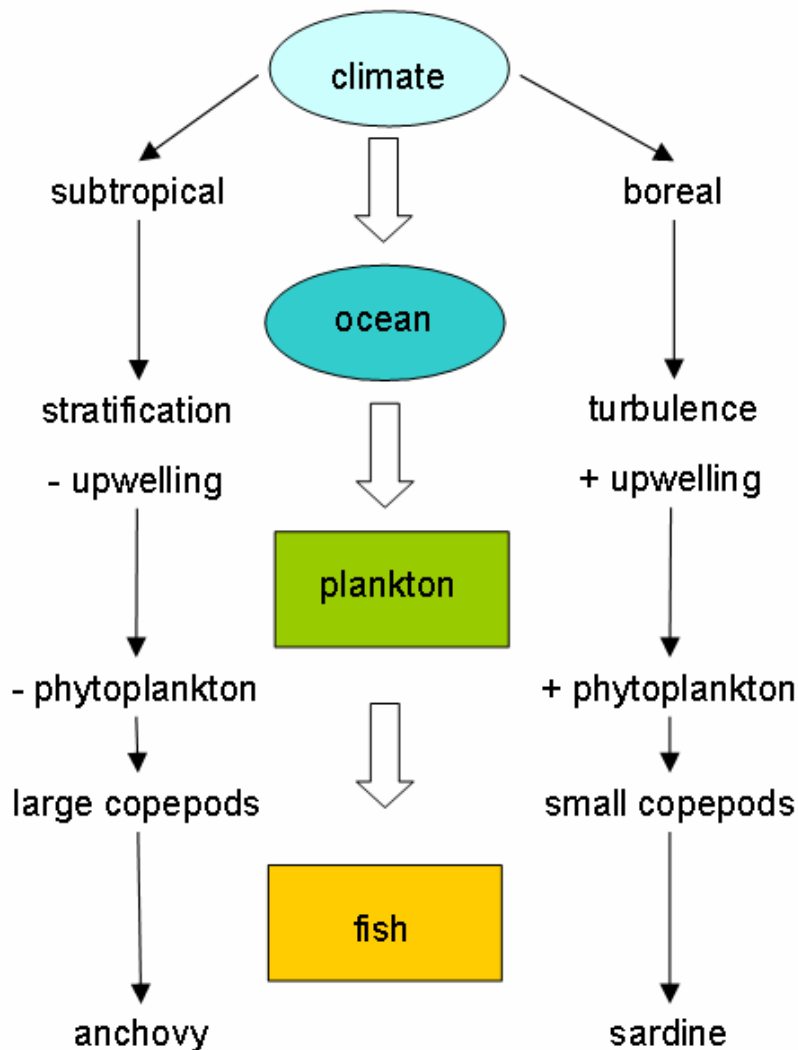 climate
subtropical
boreal
ocean
stratification
turbulence
- upwelling
+ upwelling
plankton
- phytoplankton
+ phytoplankton
large copepods
small copepods
fish
anchovy
sardine